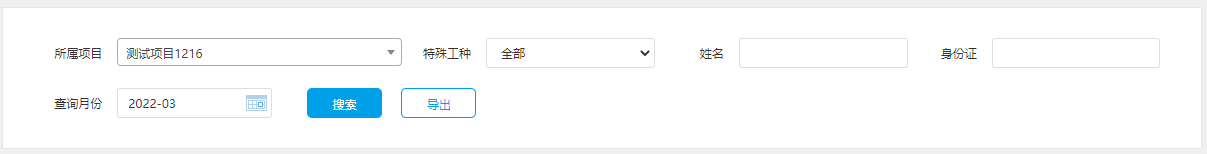 所属项目 测试项目1216 特殊工种 全部 姓名 身份证
查询月份 2022-03 搜索 导出